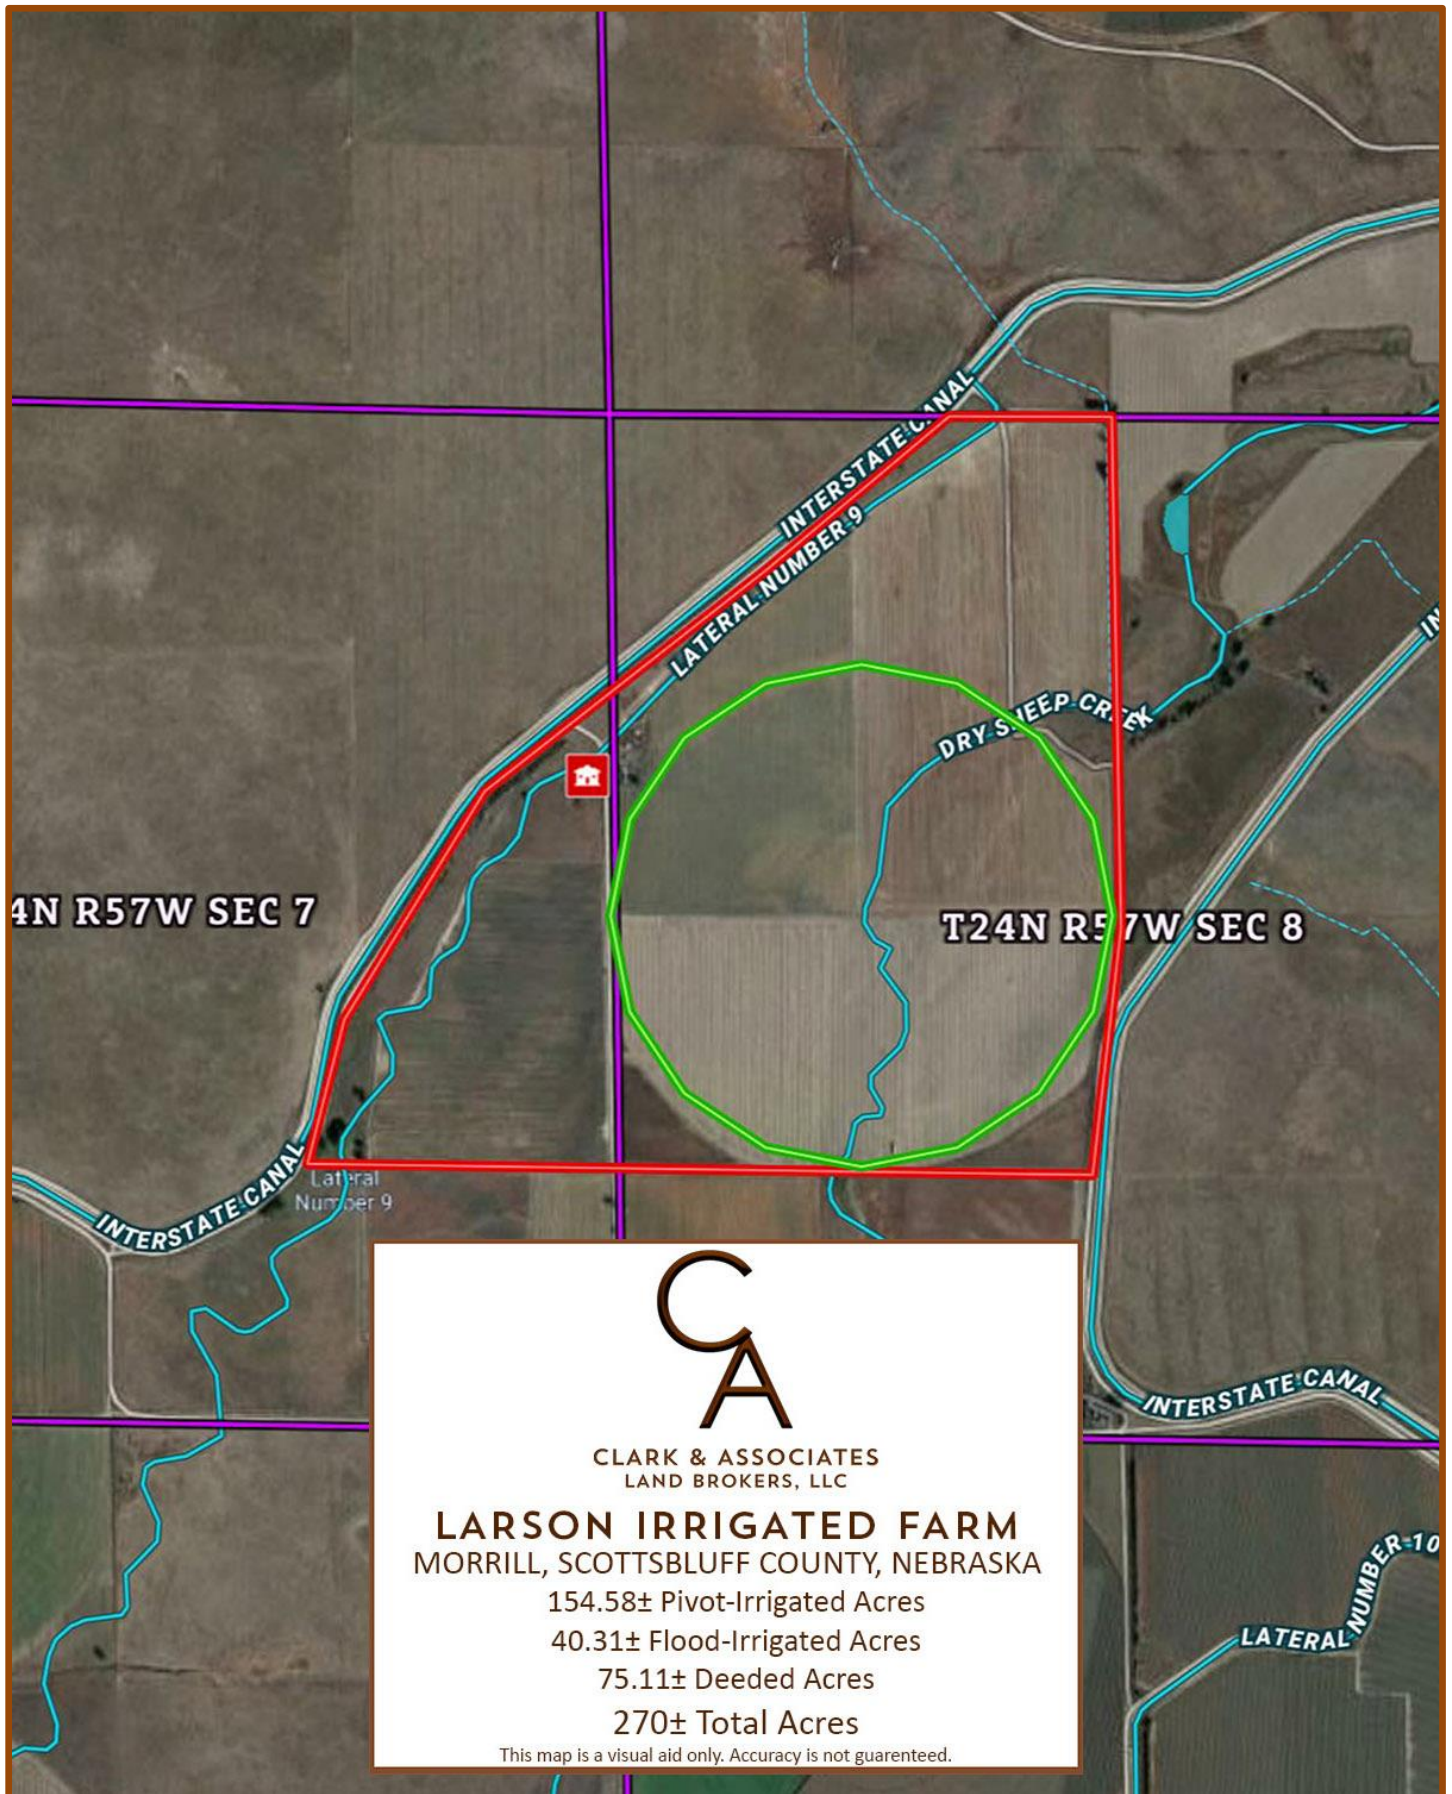 INTERSTATE CANAL
LATERAL NUMBER 9
IN
DRY SHEEP CREEK
4N R57W SEC 7
T24N R57W SEC 8
INTERSTATE CANAL
Lateral
Number 9
INTERSTATE CANAL
LATERAL NUMBER 10
CA
CLARK & ASSOCIATES
LAND BROKERS, LLC
LARSON IRRIGATED FARM
MORRILL, SCOTTSBLUFF COUNTY, NEBRASKA
154.58± Pivot-Irrigated Acres
40.31± Flood-Irrigated Acres
75.11± Deeded Acres
270± Total Acres
This map is a visual aid only. Accuracy is not guarenteed.